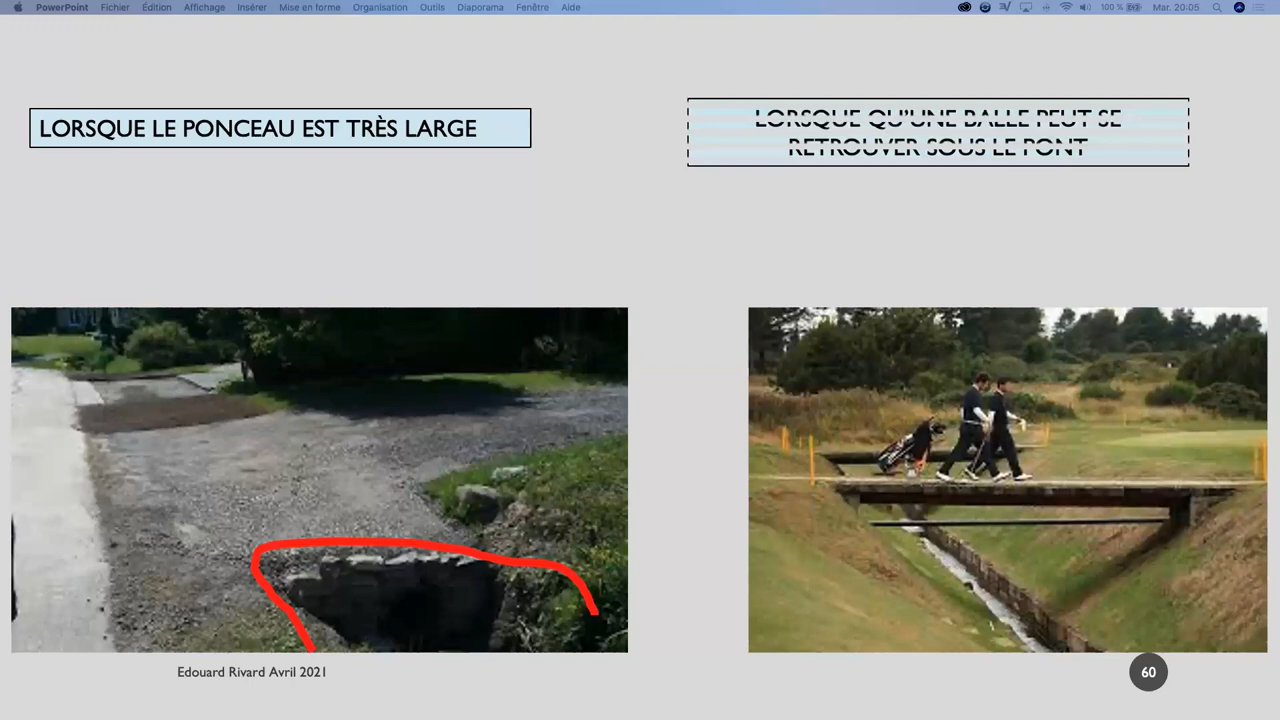 PowerPoint Fichier Édition Affichage Insérer Mise en forme Organisation Outils Diaporama Fenêtre Aide 100 % Mar. 20:05
LORSQUE LE PONCEAU EST TRÈS LARGE
LORSQUE QU'UNE BALLE PEUT SE
RETROUVER SOUS LE PONT
Edouard Rivard Avril 2021
60